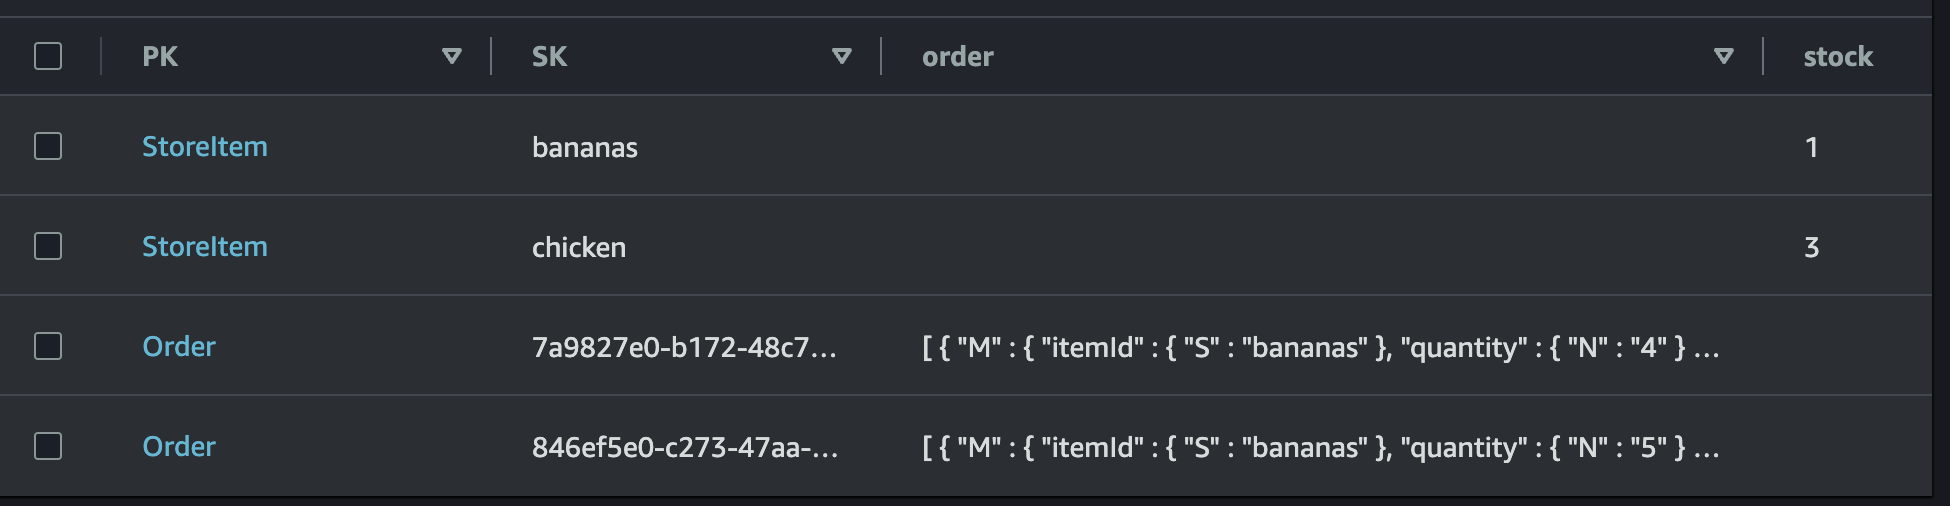 PK SK order stock
StoreItem bananas 1
StoreItem chicken 3
Order 7a9827e0-b172-48c7... [ { "M" : { "itemId" : { "S" : "bananas" }, "quantity" : { "N" : "4" } ...
Order 846ef5e0-c273-47aa-... [ { "M" : { "itemId" : { "S" : "bananas" }, "quantity" : { "N" : "5" } ...